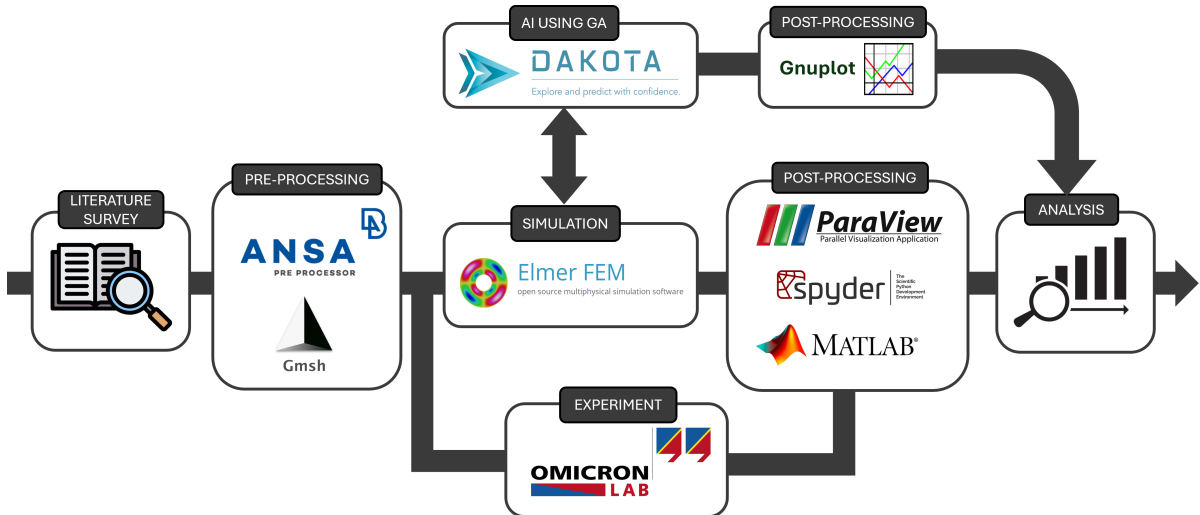 AI USING GA
DAKOTA
Explore and predict with confidence.
POST-PROCESSING
Gnuplot
LITERATURE
SURVEY
PRE-PROCESSING
ANSA
PRE PROCESSOR
Gmsh
SIMULATION
Elmer FEM
open source multiphysical simulation software
POST-PROCESSING
ParaView
Parallel Visualization Application
spyder
The
Scientific
Python
Development
Environment
MATLAB®
ANALYSIS
EXPERIMENT
OMICRON
LAB